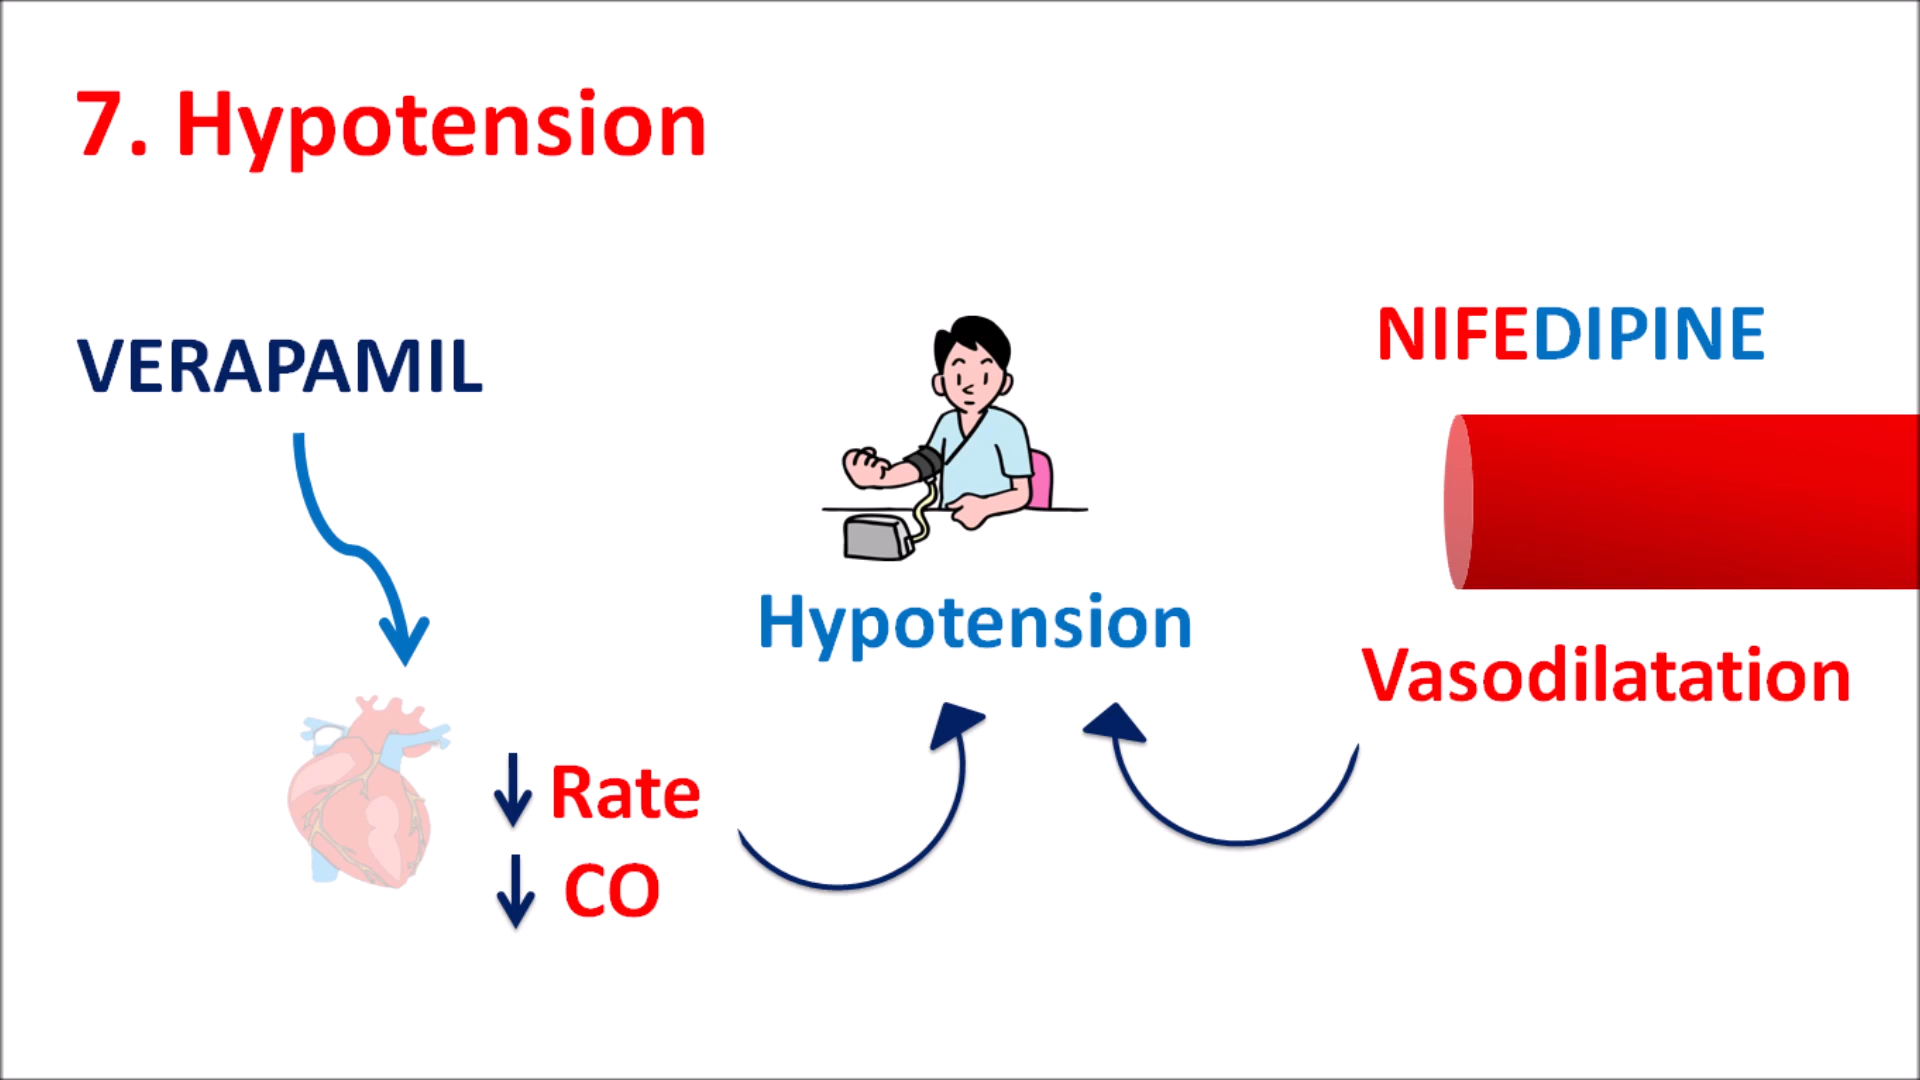 7. Hypotension
VERAPAMIL
NIFEDIPINE
Hypotension
Vasodilatation
Rate
CO